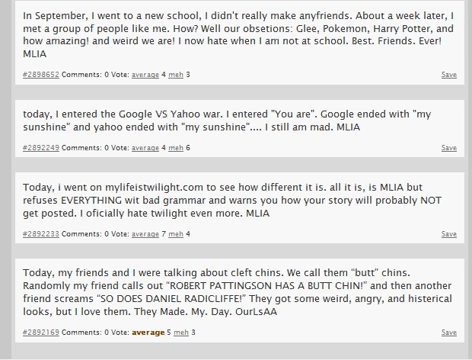 In September, I went to a new school, I didn't really make anyfriends. About a week later, I
met a group of people like me. How? Well our obsetions: Glee, Pokemon, Harry Potter, and
how amazing! and weird we are! I now hate when I am not at school. Best. Friends. Ever!
MLIA
#2898652 Comments: 0 Vote: average 4 meh 3 Save
today, I entered the Google VS Yahoo war. I entered "You are". Google ended with "my
sunshine" and yahoo ended with "my sunshine".... I still am mad. MLIA
#2892249 Comments: 0 Vote: average 4 meh 6 Save
Today, i went on mylifeistwilight.com to see how different it is. all it is, is MLIA but
refuses EVERYTHING wit bad grammar and warns you how your story will probably NOT
get posted. I oficially hate twilight even more. MLIA
#2892233 Comments: 0 Vote: average 7 meh 4 Save
Today, my friends and I were talking about cleft chins. We call them "butt" chins.
Randomly my friend calls out "ROBERT PATTINGSON HAS A BUTT CHIN!" and then another
friend screams "SO DOES DANIEL RADICLIFFE!" They got some weird, angry, and histerical
looks, but I love them. They Made. My. Day. OurLsAA
#2892169 Comments: 0 Vote: average 5 meh 3 Save